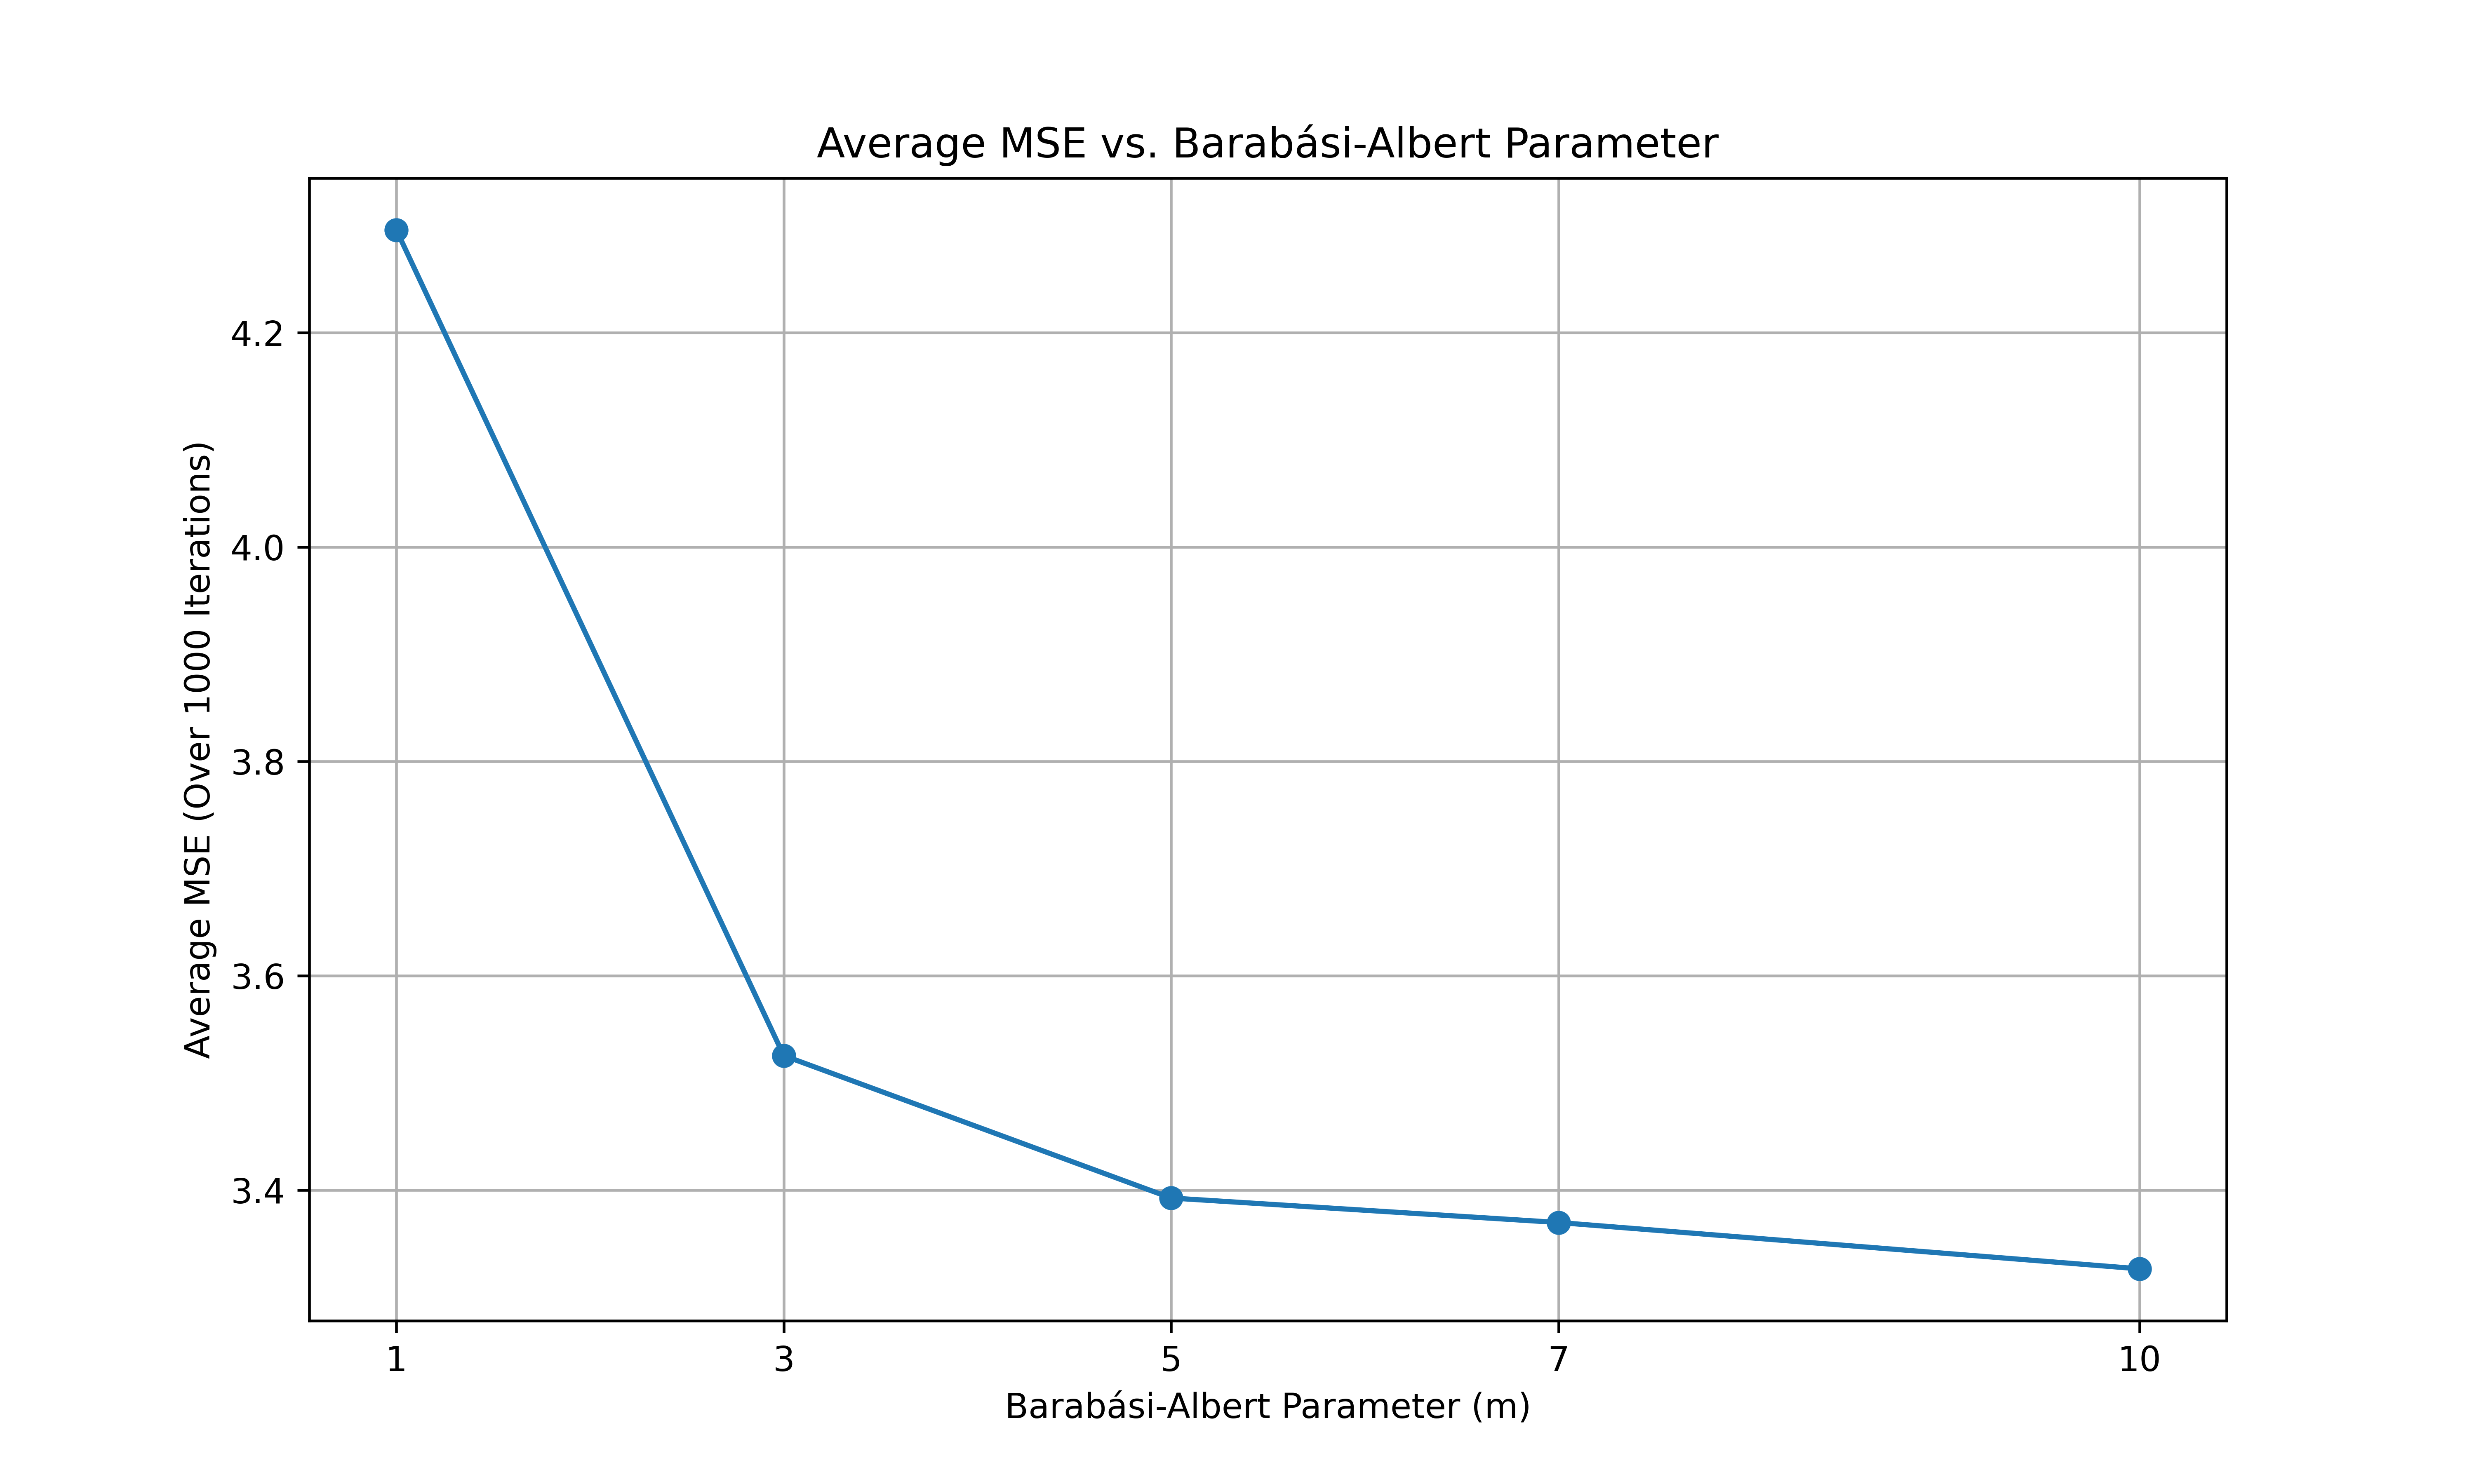 Average MSE vs. Barabási-Albert Parameter
Average MSE (Over 1000 Iterations)
4.2
4.0
3.8
3.6
3.4
1 3 5 7 10
Barabási-Albert Parameter (m)